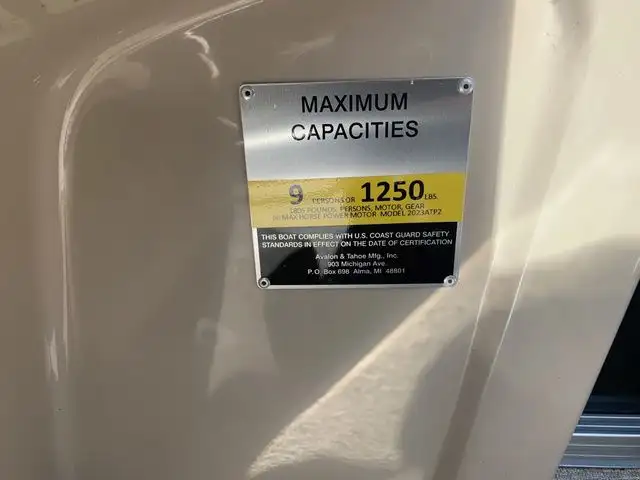 MAXIMUM
CAPACITIES
9 PERSONS OR 1250 LBS.
POUNDS, PERSONS, MOTOR, GEAR
MAX HORSE POWER MOTOR MODEL 2023ATPZ
THIS BOAT COMPLIES WITH U.S. COAST GUARD SAFETY
STANDARDS IN EFFECT ON THE DATE OF CERTIFICATION
Avalon & Tahoe Mfg., Inc.
903 Michigan Ave.
P.O. Box 698 Alma, MI 48801